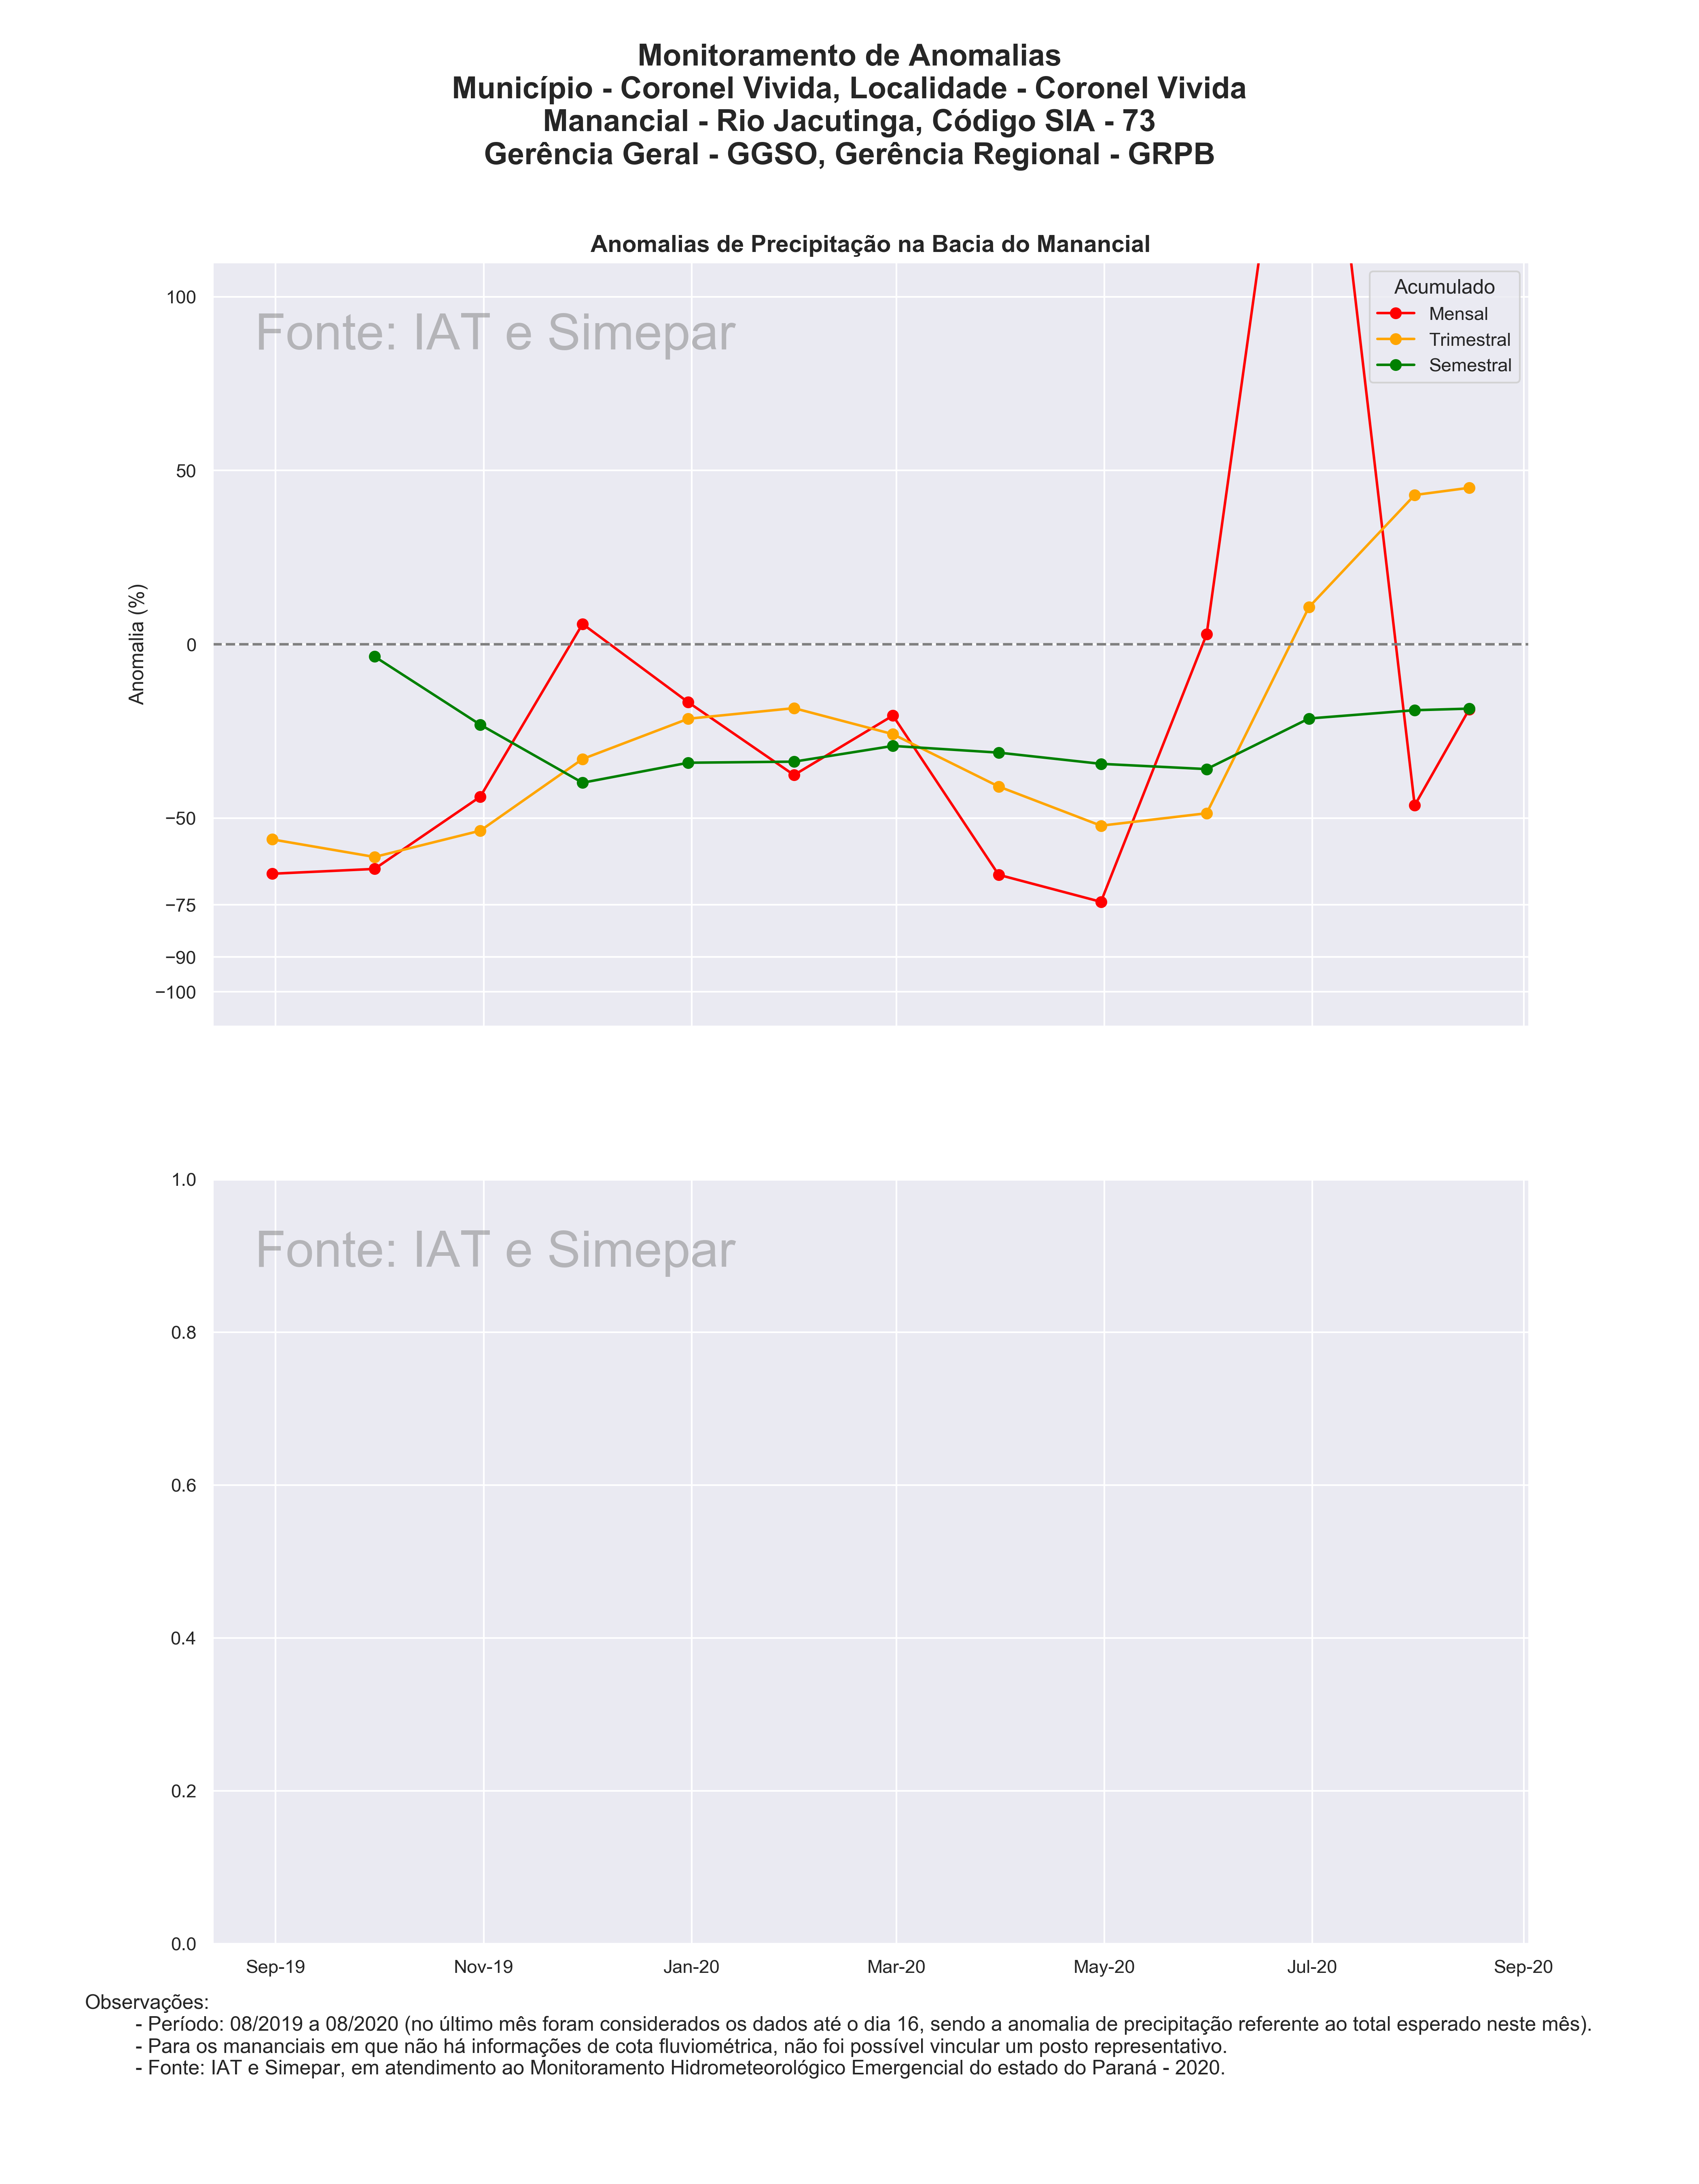 Monitoramento de Anomalias
Município - Coronel Vivida, Localidade - Coronel Vivida
Manancial - Rio Jacutinga, Código SIA - 73
Gerência Geral - GGSO, Gerência Regional - GRPB
Anomalias de Precipitação na Bacia do Manancial
Fonte: IAT e Simepar
Acumulado
Mensal
Trimestral
Semestral
Anomalia (%)
100
50
0
−50
−75
−90
−100
Fonte: IAT e Simepar
1.0
0.8
0.6
0.4
0.2
0.0
Sep-19 Nov-19 Jan-20 Mar-20 May-20 Jul-20 Sep-20
Observações:
- Período: 08/2019 a 08/2020 (no último mês foram considerados os dados até o dia 16, sendo a anomalia de precipitação referente ao total esperado neste mês).
- Para os mananciais em que não há informações de cota fluviométrica, não foi possível vincular um posto representativo.
- Fonte: IAT e Simepar, em atendimento ao Monitoramento Hidrometeorológico Emergencial do estado do Paraná - 2020.